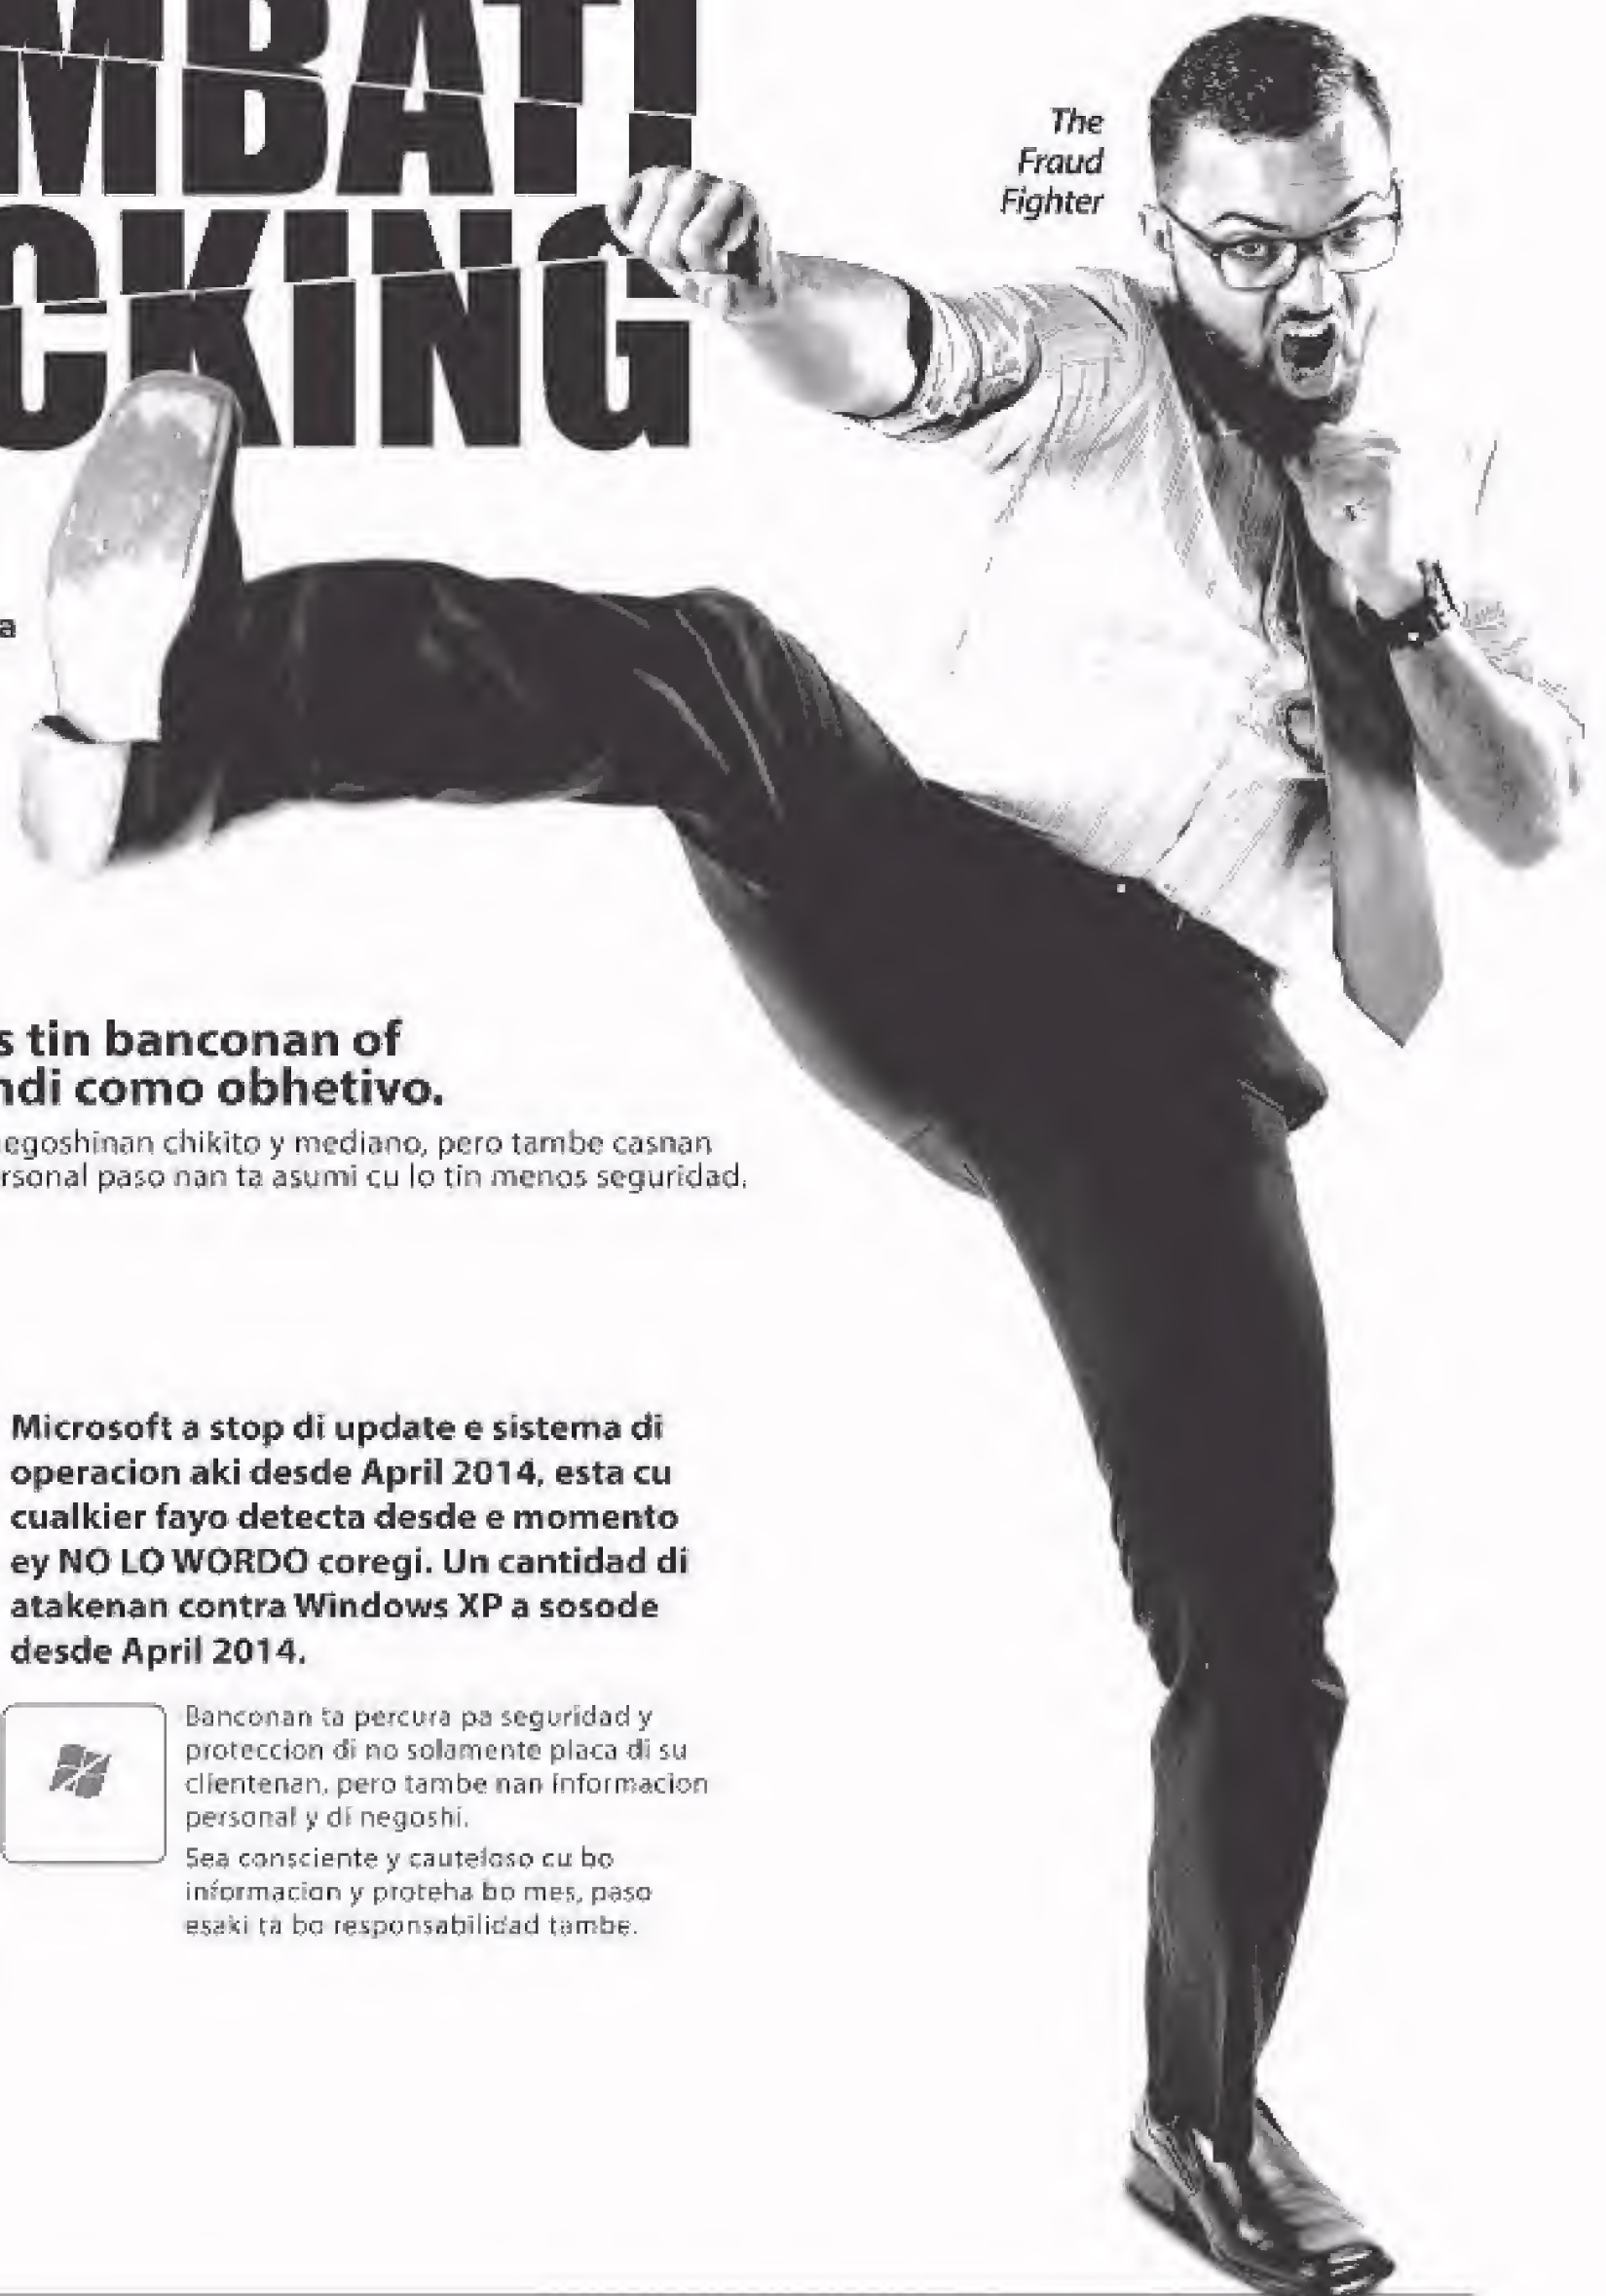 MBATI
CKING
The
Fraud
Fighter
a
s tin banconan of
ndi como obhetivo.
negoshinan chikito y mediano, pero tambe casnan
rsonal paso nan ta asumi cu lo tin menos seguridad.
Microsoft a stop di update e sistema di
operacion aki desde April 2014, esta cu
cualkier fayo detecta desde e momento
ey NO LO WORDO coregi. Un cantidad di
atakenan contra Windows XP a sosode
desde April 2014.
Banconan ta percura pa seguridad y
proteccion di no solamente placa di su
clientenan, pero tambe nan informacion
personal y di negoshi.
Sea consciente y cauteloso cu bo
informacion y proteha bo mes, paso
esaki ta bo responsabilidad tambe.